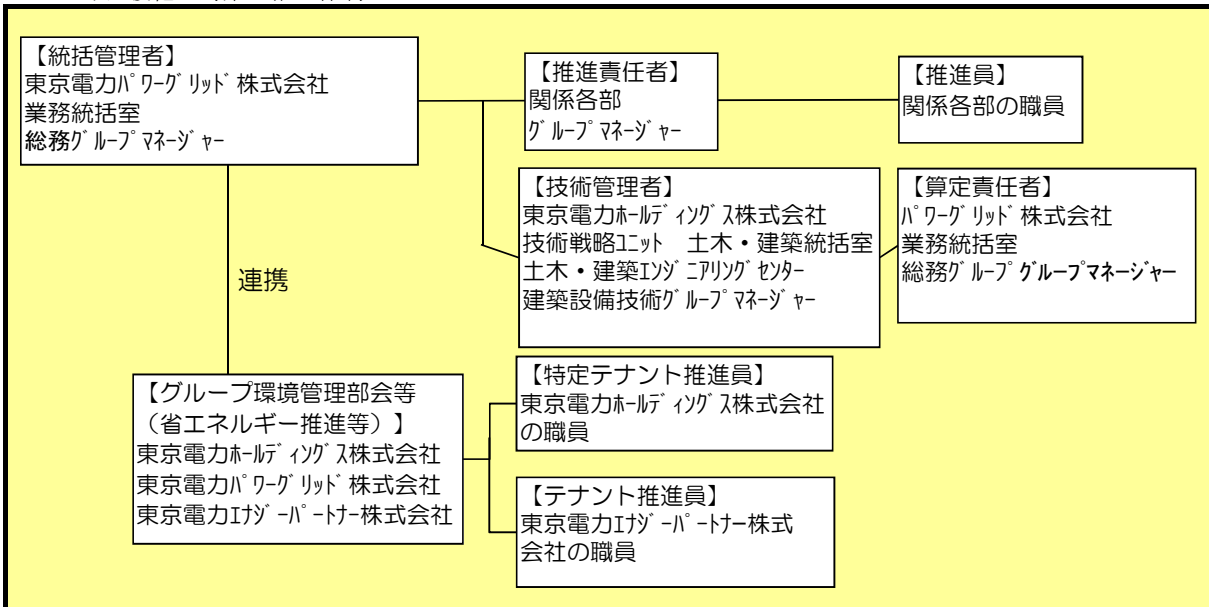 【統括管理者】
東京電力ﾊﾟﾜｰｸﾞﾘｯﾄﾞ株式会社
業務統括室
総務ｸﾞﾙｰﾌﾟﾏﾈｰｼﾞｬｰ
【推進責任者】
関係各部
ｸﾞﾙｰﾌﾟﾏﾈｰｼﾞｬｰ
【推進員】
関係各部の職員
【技術管理者】
東京電力ﾎｰﾙﾃﾞｨﾝｸﾞｽ株式会社
技術戦略ﾕﾆｯﾄ　土木・建築統括室
土木・建築ｴﾝｼﾞﾆｱﾘﾝｸﾞｾﾝﾀｰ
建築設備技術ｸﾞﾙｰﾌﾟﾏﾈｰｼﾞｬｰ
【算定責任者】
ﾊﾟﾜｰｸﾞﾘｯﾄﾞ株式会社
業務統括室
総務グループｸﾞﾙｰﾌﾟﾏﾈｰｼﾞｬｰ
連携
【グループ環境管理部会等
（省エネルギー推進等）】
東京電力ﾎｰﾙﾃﾞｨﾝｸﾞｽ株式会社
東京電力ﾊﾟﾜｰｸﾞﾘｯﾄﾞ株式会社
東京電力ｴﾅｼﾞｰﾊﾟｰﾄﾅｰ株式会社
【特定テナント推進員】
東京電力ﾎｰﾙﾃﾞｨﾝｸﾞｽ株式会社
の職員
【テナント推進員】
東京電力ｴﾅｼﾞｰﾊﾟｰﾄﾅｰ株式
会社の職員